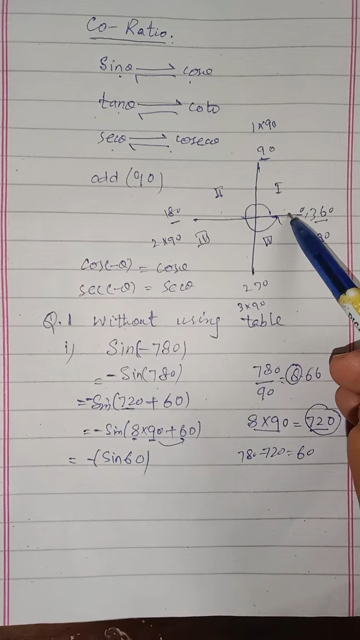 Co-Ratio.
Sinθ ⇌ cosθ
tanθ ⇌ cotθ
secθ ⇌ cosecθ
odd (90)
1×90
90
II
I
180
0, 360
2×90
III
IV
90
270
3×90
cos(-θ) = cosθ
sec(-θ) = secθ
Q.1 Without using table
i) Sin(-780)
= -Sin(780)
780/90 = 8.66
= -Sin(720+60)
= -Sin(8×90+60)
8×90 = 720
= -(Sin60)
780-720=60